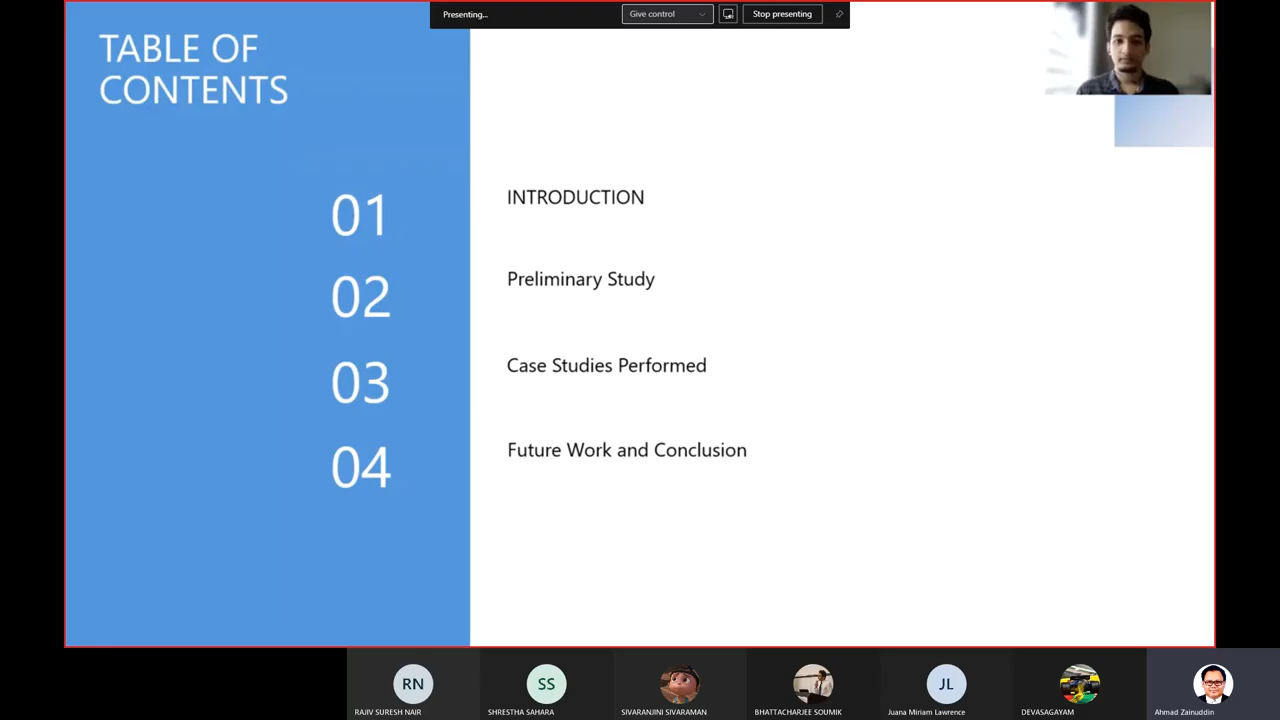 Presenting...
Give control
Stop presenting
TABLE OF
CONTENTS
01
INTRODUCTION
02
Preliminary Study
03
Case Studies Performed
04
Future Work and Conclusion
RN
SS
JL
RAJIV SURESH NAIR
SHRESTHA SAHARA
SIVARANJINI SIVARAMAN
BHATTACHARJEE SOUMIK
Juana Miriam Lawrence
DEVASAGAYAM
Ahmad Zainuddin